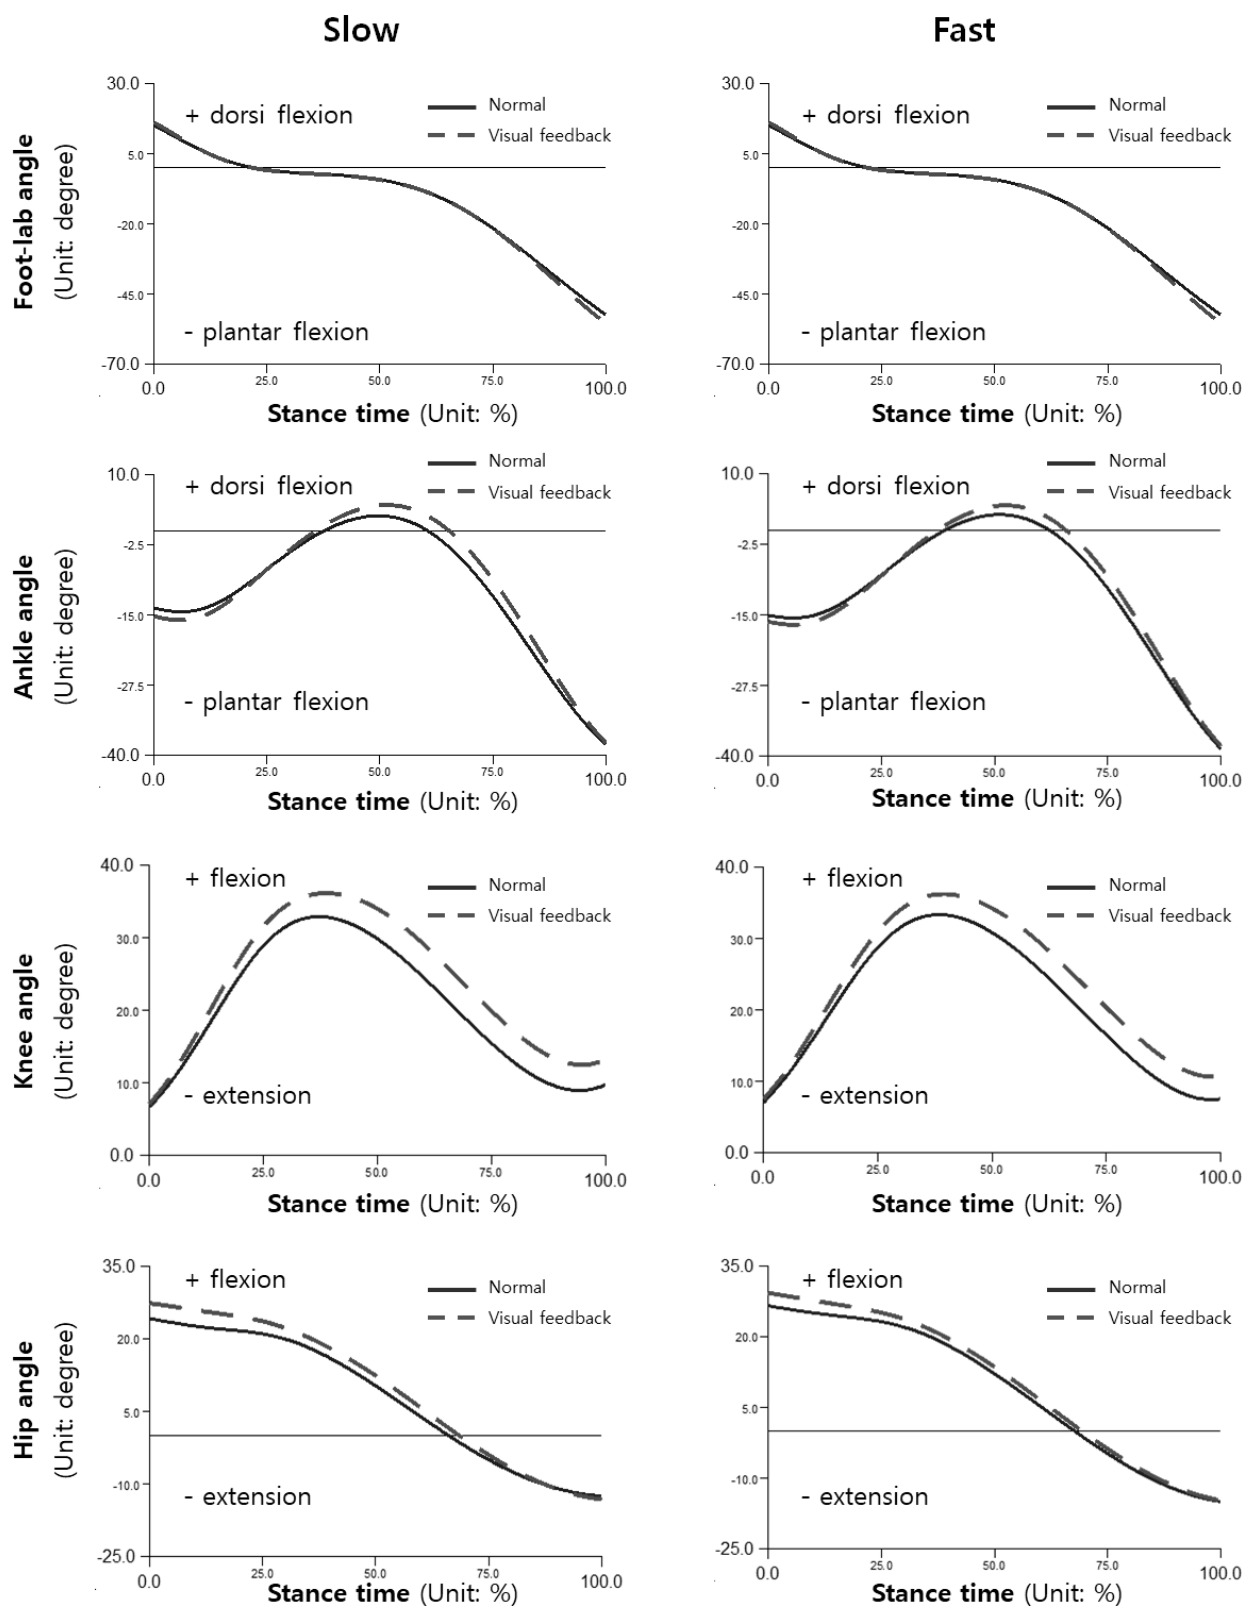 Slow
Fast
Foot-lab angle
(Unit: degree)
30.0
5.0
-20.0
-45.0
-70.0
+ dorsi flexion
- plantar flexion
Normal
Visual feedback
0.0 25.0 50.0 75.0 100.0
Stance time (Unit: %)
30.0
5.0
-20.0
-45.0
-70.0
+ dorsi flexion
- plantar flexion
Normal
Visual feedback
0.0 25.0 50.0 75.0 100.0
Stance time (Unit: %)
Ankle angle
(Unit: degree)
10.0
-2.5
-15.0
-27.5
-40.0
+ dorsi flexion
- plantar flexion
Normal
Visual feedback
0.0 25.0 50.0 75.0 100.0
Stance time (Unit: %)
10.0
-2.5
-15.0
-27.5
-40.0
+ dorsi flexion
- plantar flexion
Normal
Visual feedback
0.0 25.0 50.0 75.0 100.0
Stance time (Unit: %)
Knee angle
(Unit: degree)
40.0
30.0
20.0
10.0
0.0
+ flexion
- extension
Normal
Visual feedback
0.0 25.0 50.0 75.0 100.0
Stance time (Unit: %)
40.0
30.0
20.0
10.0
0.0
+ flexion
- extension
Normal
Visual feedback
0.0 25.0 50.0 75.0 100.0
Stance time (Unit: %)
Hip angle
(Unit: degree)
35.0
20.0
5.0
-10.0
-25.0
+ flexion
- extension
Normal
Visual feedback
0.0 25.0 50.0 75.0 100.0
Stance time (Unit: %)
35.0
20.0
5.0
-10.0
-25.0
+ flexion
- extension
Normal
Visual feedback
0.0 25.0 50.0 75.0 100.0
Stance time (Unit: %)